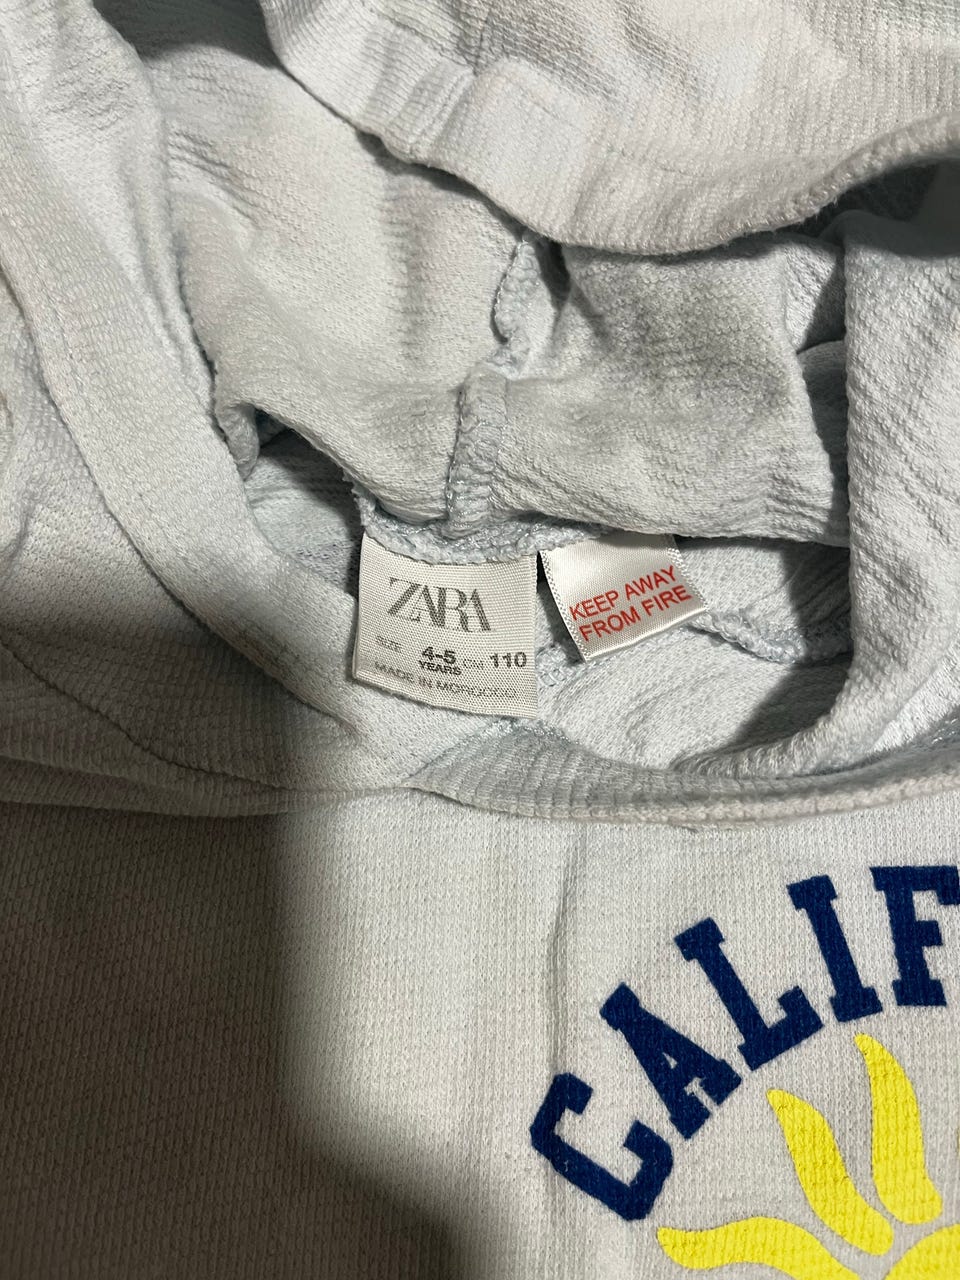 ZARA
SIZE 4-5 YEARS CM 110
MADE IN MOROCCO
KEEP AWAY
FROM FIRE
CALIF